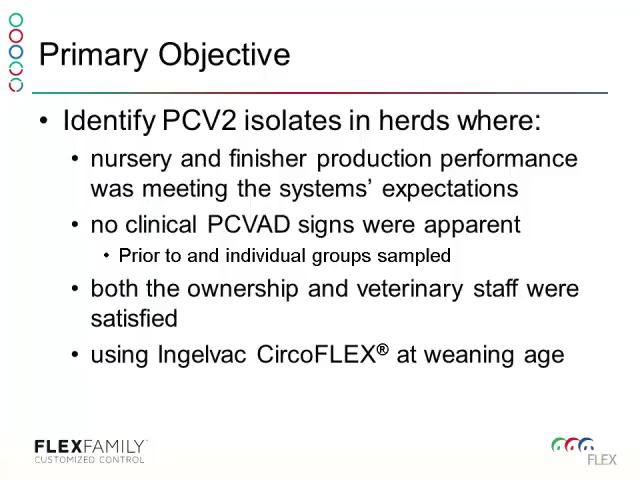 Primary Objective
• Identify PCV2 isolates in herds where:
• nursery and finisher production performance
was meeting the systems’ expectations
• no clinical PCVAD signs were apparent
• Prior to and individual groups sampled
• both the ownership and veterinary staff were
satisfied
• using Ingelvac CircoFLEX® at weaning age
FLEXFAMILY™
CUSTOMIZED CONTROL
FLEX